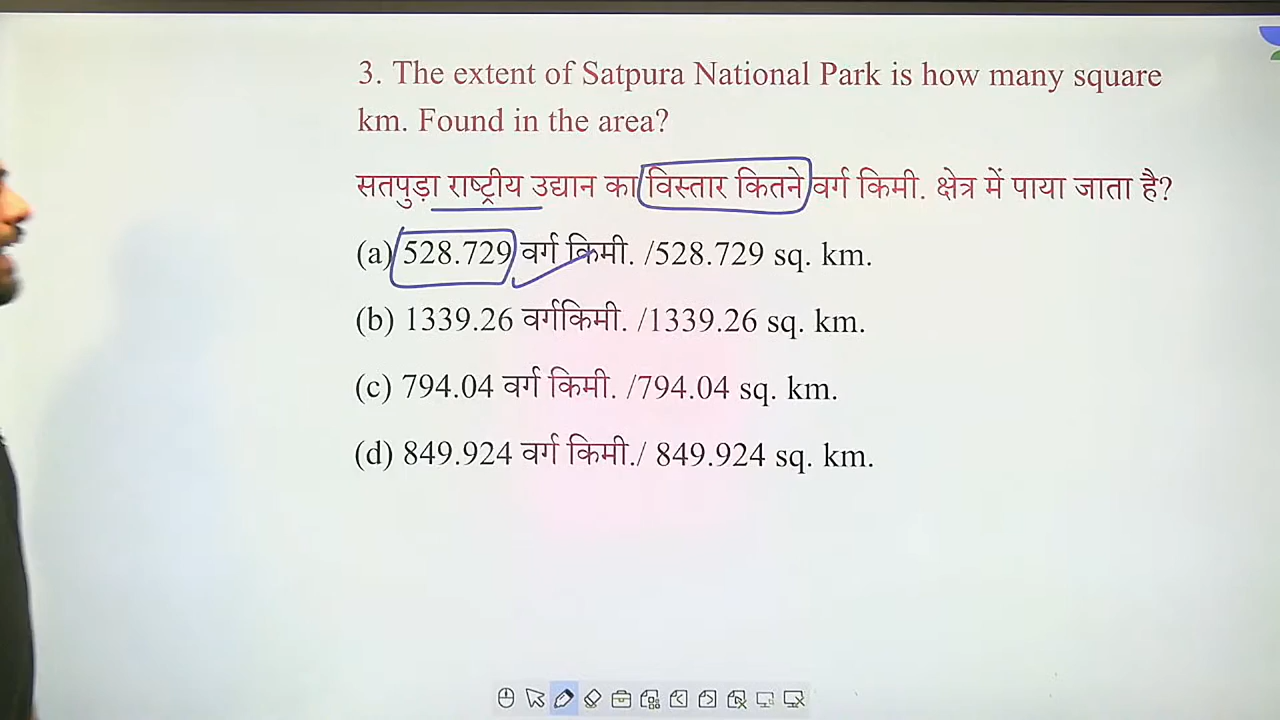 3. The extent of Satpura National Park is how many square
km. Found in the area?
सतपुड़ा राष्ट्रीय उद्यान का विस्तार कितने वर्ग किमी. क्षेत्र में पाया जाता है?
(a) 528.729 वर्ग किमी. /528.729 sq. km.
(b) 1339.26 वर्गकिमी. /1339.26 sq. km.
(c) 794.04 वर्ग किमी. /794.04 sq. km.
(d) 849.924 वर्ग किमी./ 849.924 sq. km.